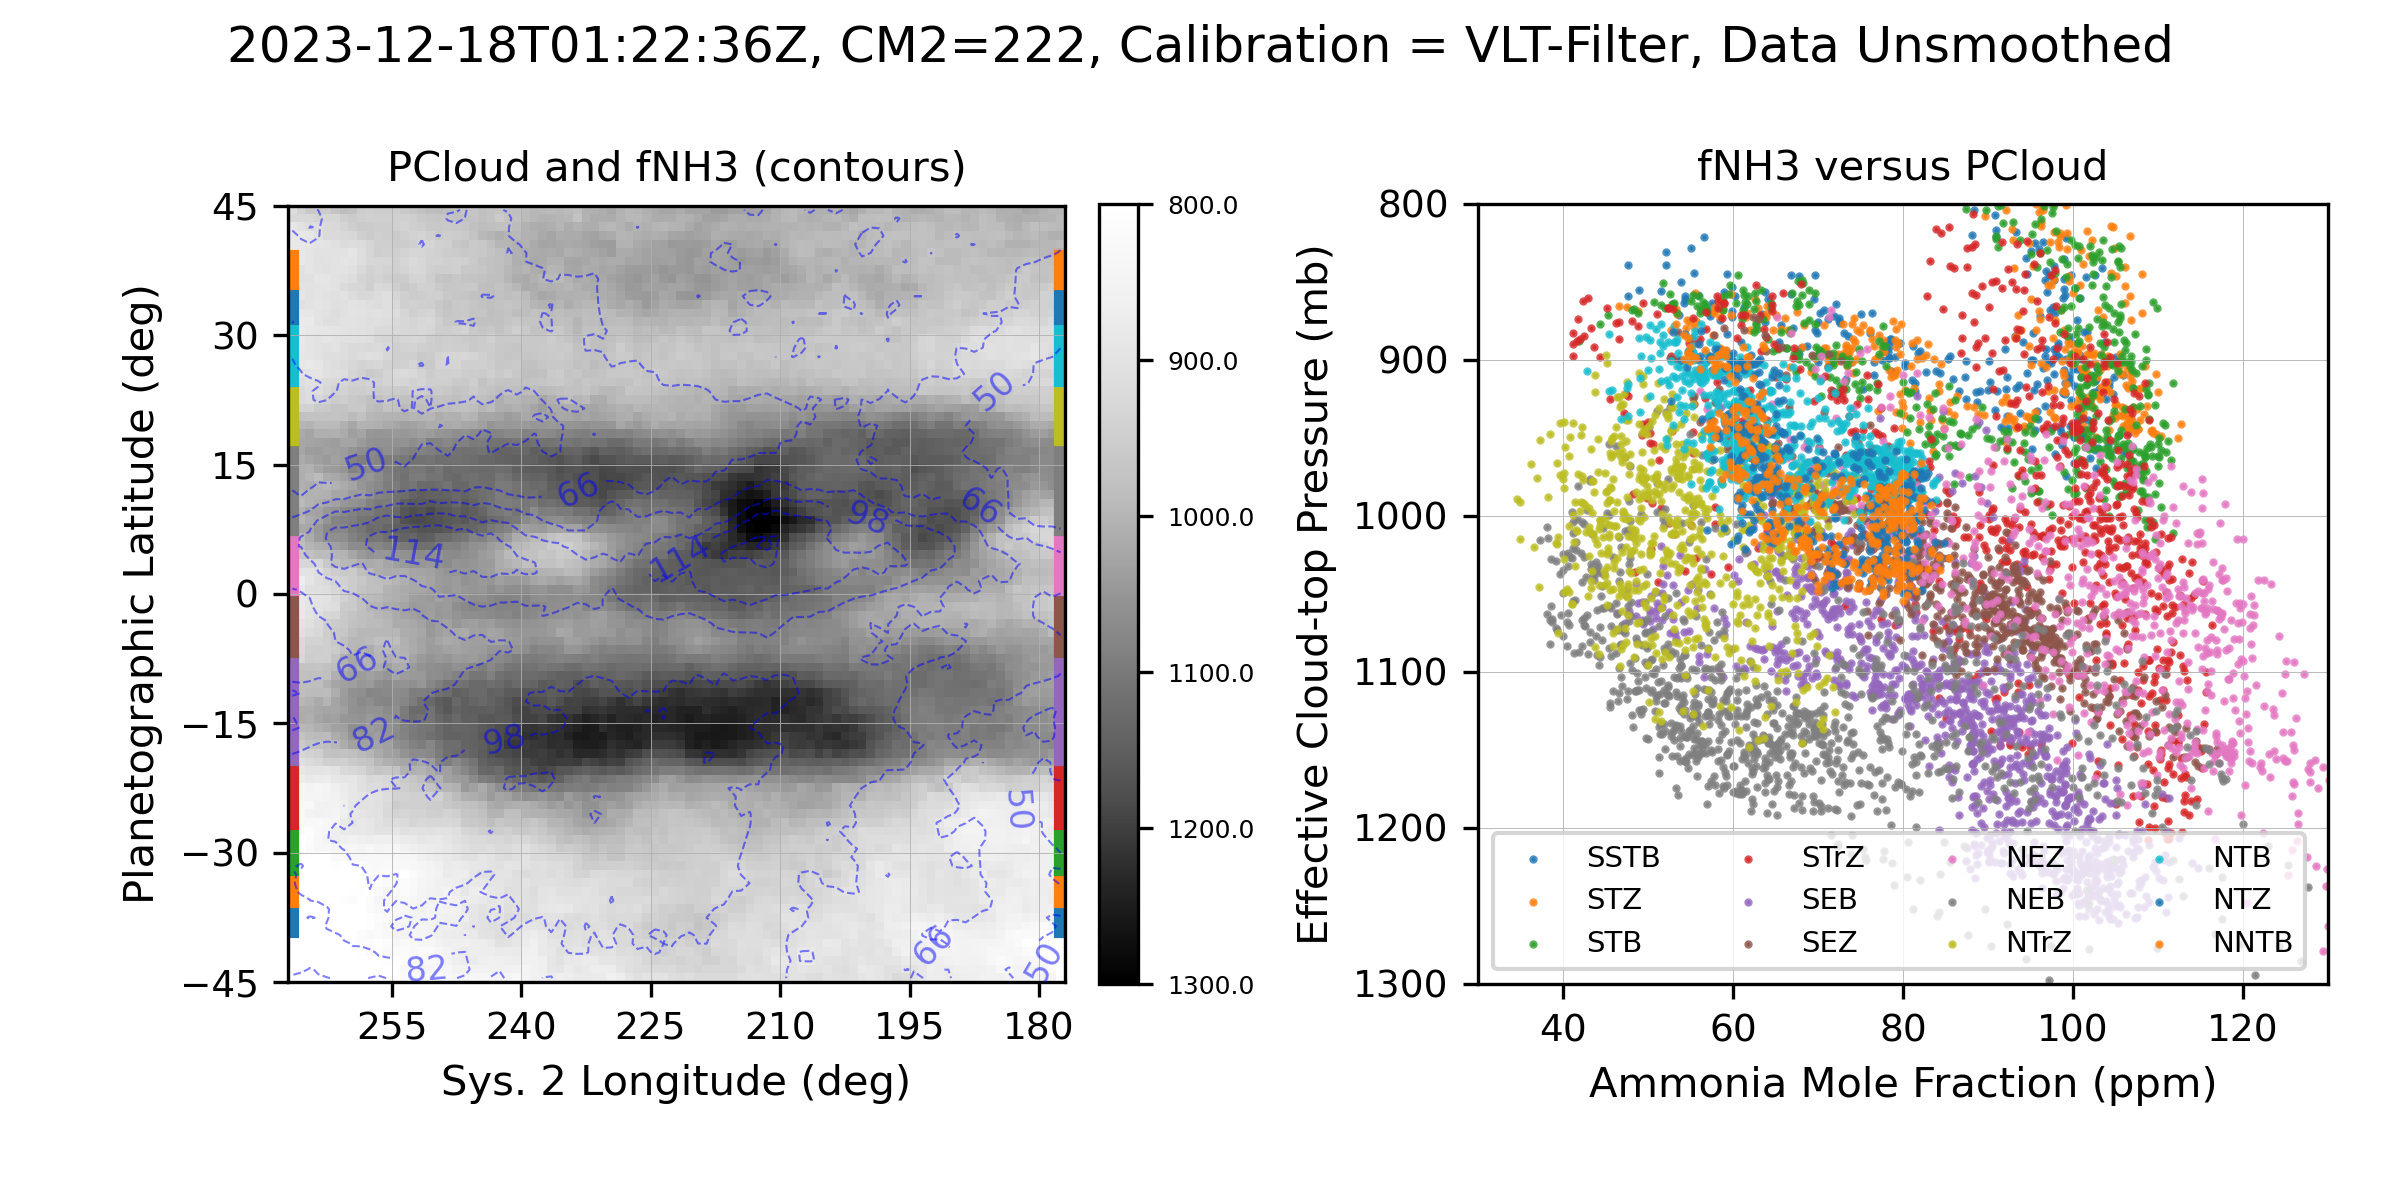 2023-12-18T01:22:36Z, CM2=222, Calibration = VLT-Filter, Data Unsmoothed
PCloud and fNH3 (contours)
fNH3 versus PCloud
Planetographic Latitude (deg)
45
30
15
0
−15
−30
−45
255
240
225
210
195
180
Sys. 2 Longitude (deg)
50
50
66
66
98
114
114
66
82
98
50
82
66
50
800.0
900.0
1000.0
1100.0
1200.0
1300.0
Effective Cloud-top Pressure (mb)
800
900
1000
1100
1200
1300
SSTB
STZ
STB
STrZ
SEB
SEZ
NEZ
NEB
NTrZ
NTB
NTZ
NNTB
40
60
80
100
120
Ammonia Mole Fraction (ppm)